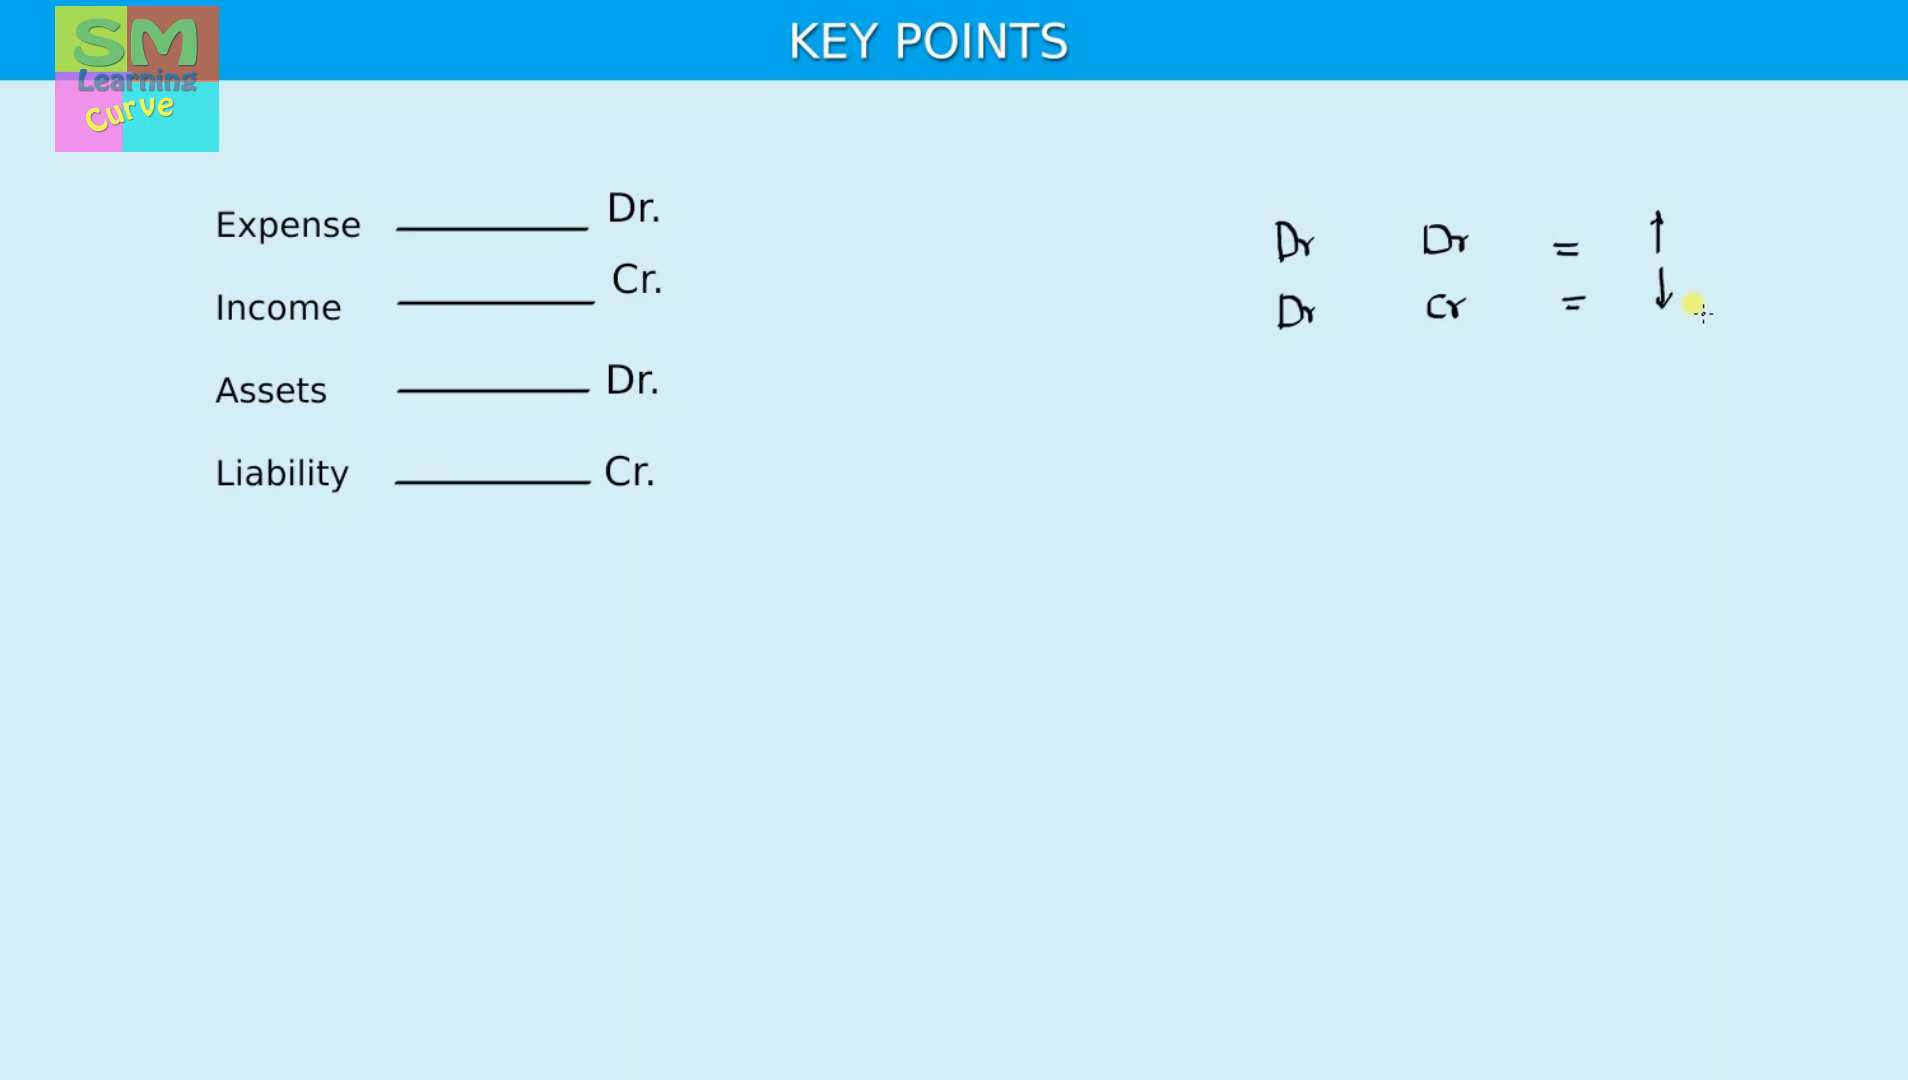 SM
Learning
Curve
KEY POINTS
Expense Dr.
Income Cr.
Assets Dr.
Liability Cr.
Dr Dr = ↑
Dr Cr = ↓